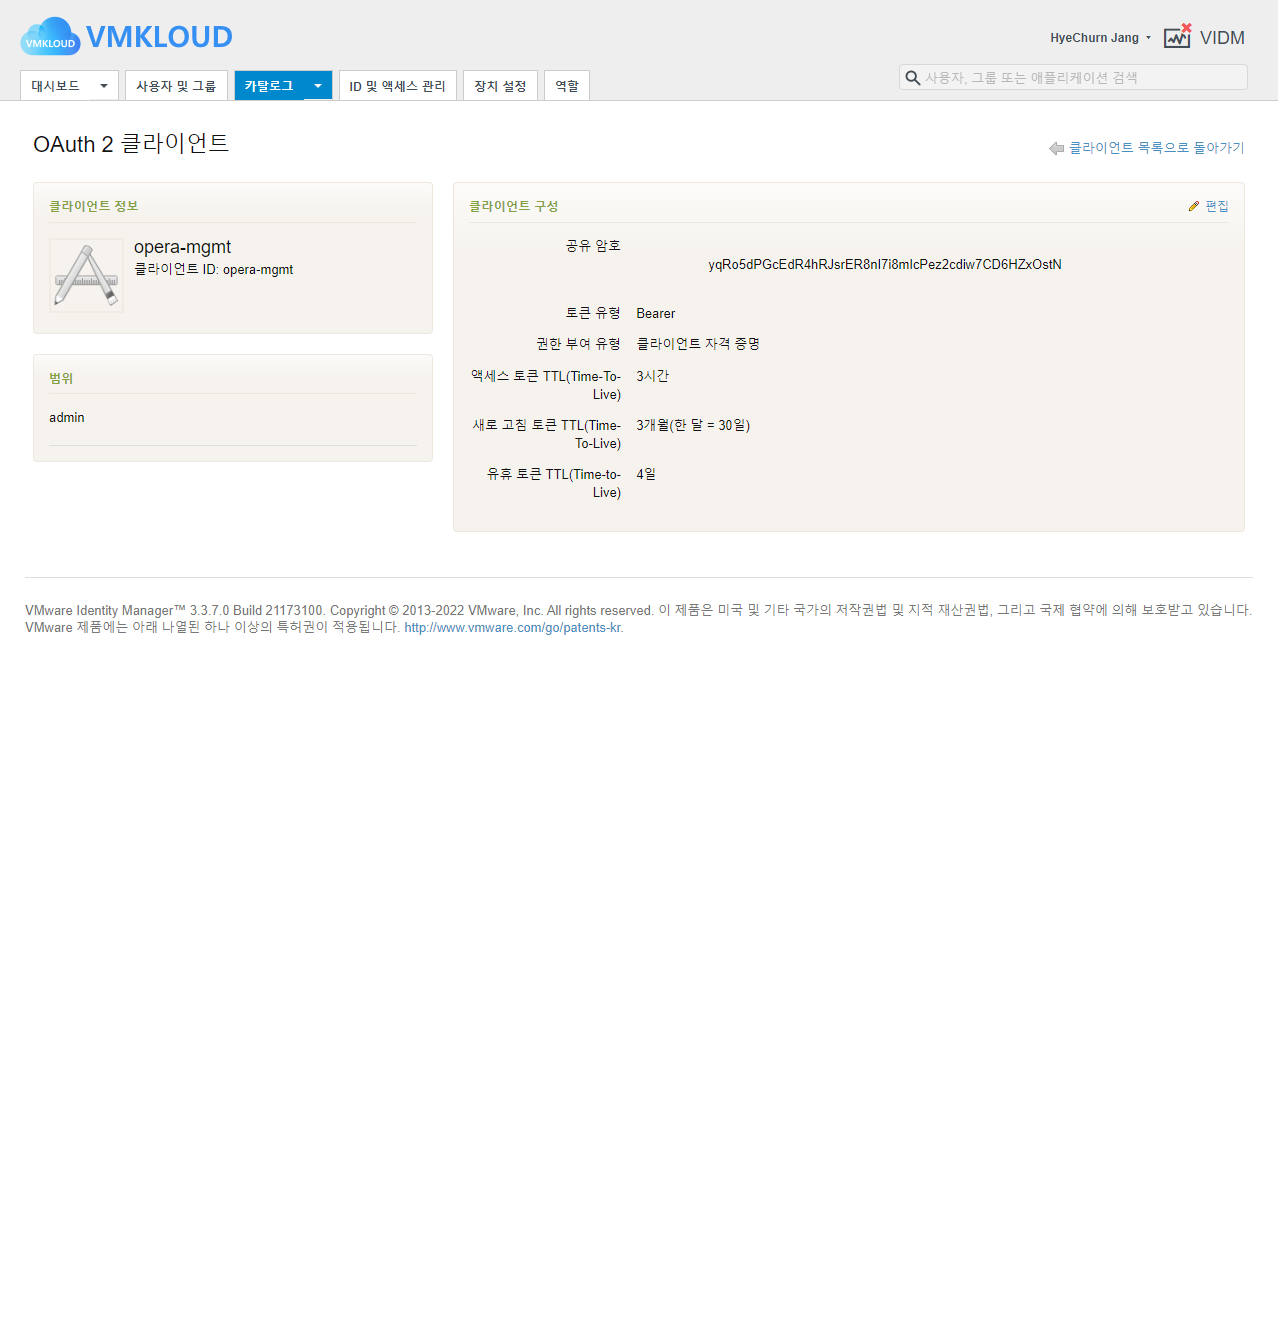 VMKLOUD VMKLOUD
HyeChurn Jang VIDM
대시보드 사용자 및 그룹 카탈로그 ID 및 액세스 관리 장치 설정 역할
사용자, 그룹 또는 애플리케이션 검색
OAuth 2 클라이언트
클라이언트 목록으로 돌아가기
클라이언트 정보
opera-mgmt
클라이언트 ID: opera-mgmt
범위
admin
클라이언트 구성
편집
공유 암호
yqRo5dPGcEdR4hRJsrER8nI7i8mIcPez2cdiw7CD6HZxOstN
토큰 유형 Bearer
권한 부여 유형 클라이언트 자격 증명
액세스 토큰 TTL(Time-To- 3시간
Live)
새로 고침 토큰 TTL(Time- 3개월(한 달 = 30일)
To-Live)
유휴 토큰 TTL(Time-to- 4일
Live)
VMware Identity Manager™ 3.3.7.0 Build 21173100. Copyright © 2013-2022 VMware, Inc. All rights reserved. 이 제품은 미국 및 기타 국가의 저작권법 및 지적 재산권법, 그리고 국제 협약에 의해 보호받고 있습니다.
VMware 제품에는 아래 나열된 하나 이상의 특허권이 적용됩니다. http://www.vmware.com/go/patents-kr.